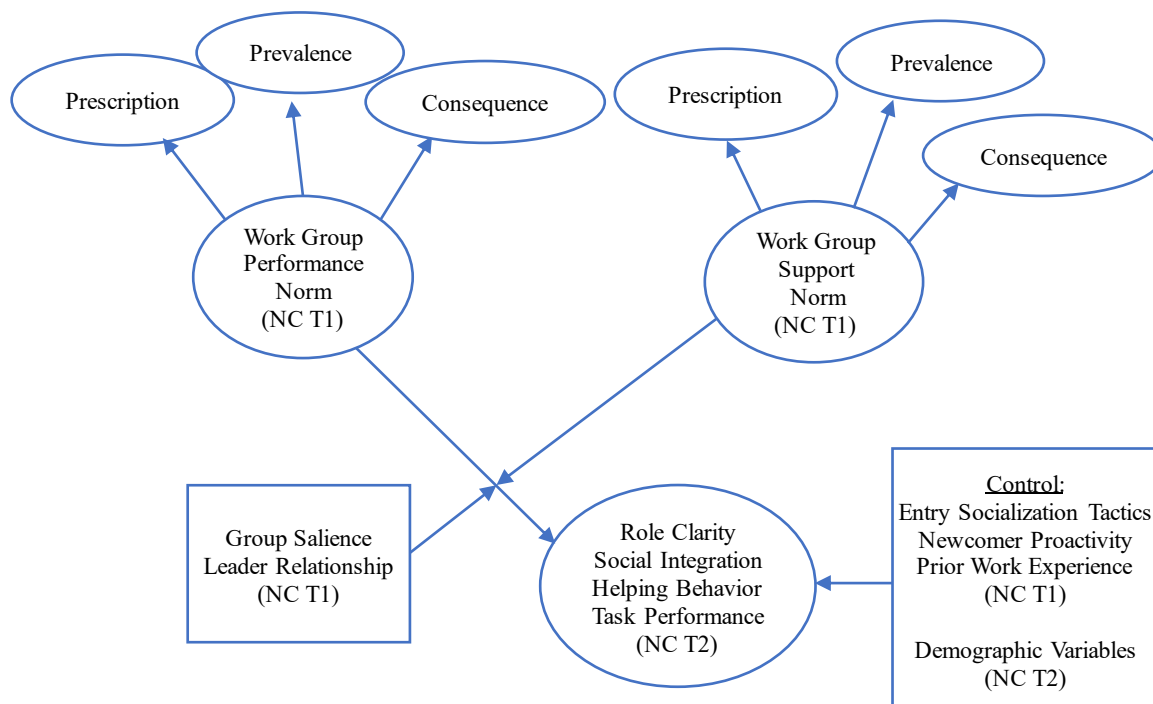 Prescription
Prevalence
Consequence
Prescription
Prevalence
Consequence
Work Group
Performance
Norm
(NC T1)
Work Group
Support
Norm
(NC T1)
Group Salience
Leader Relationship
(NC T1)
Role Clarity
Social Integration
Helping Behavior
Task Performance
(NC T2)
Control:
Entry Socialization Tactics
Newcomer Proactivity
Prior Work Experience
(NC T1)
Demographic Variables
(NC T2)